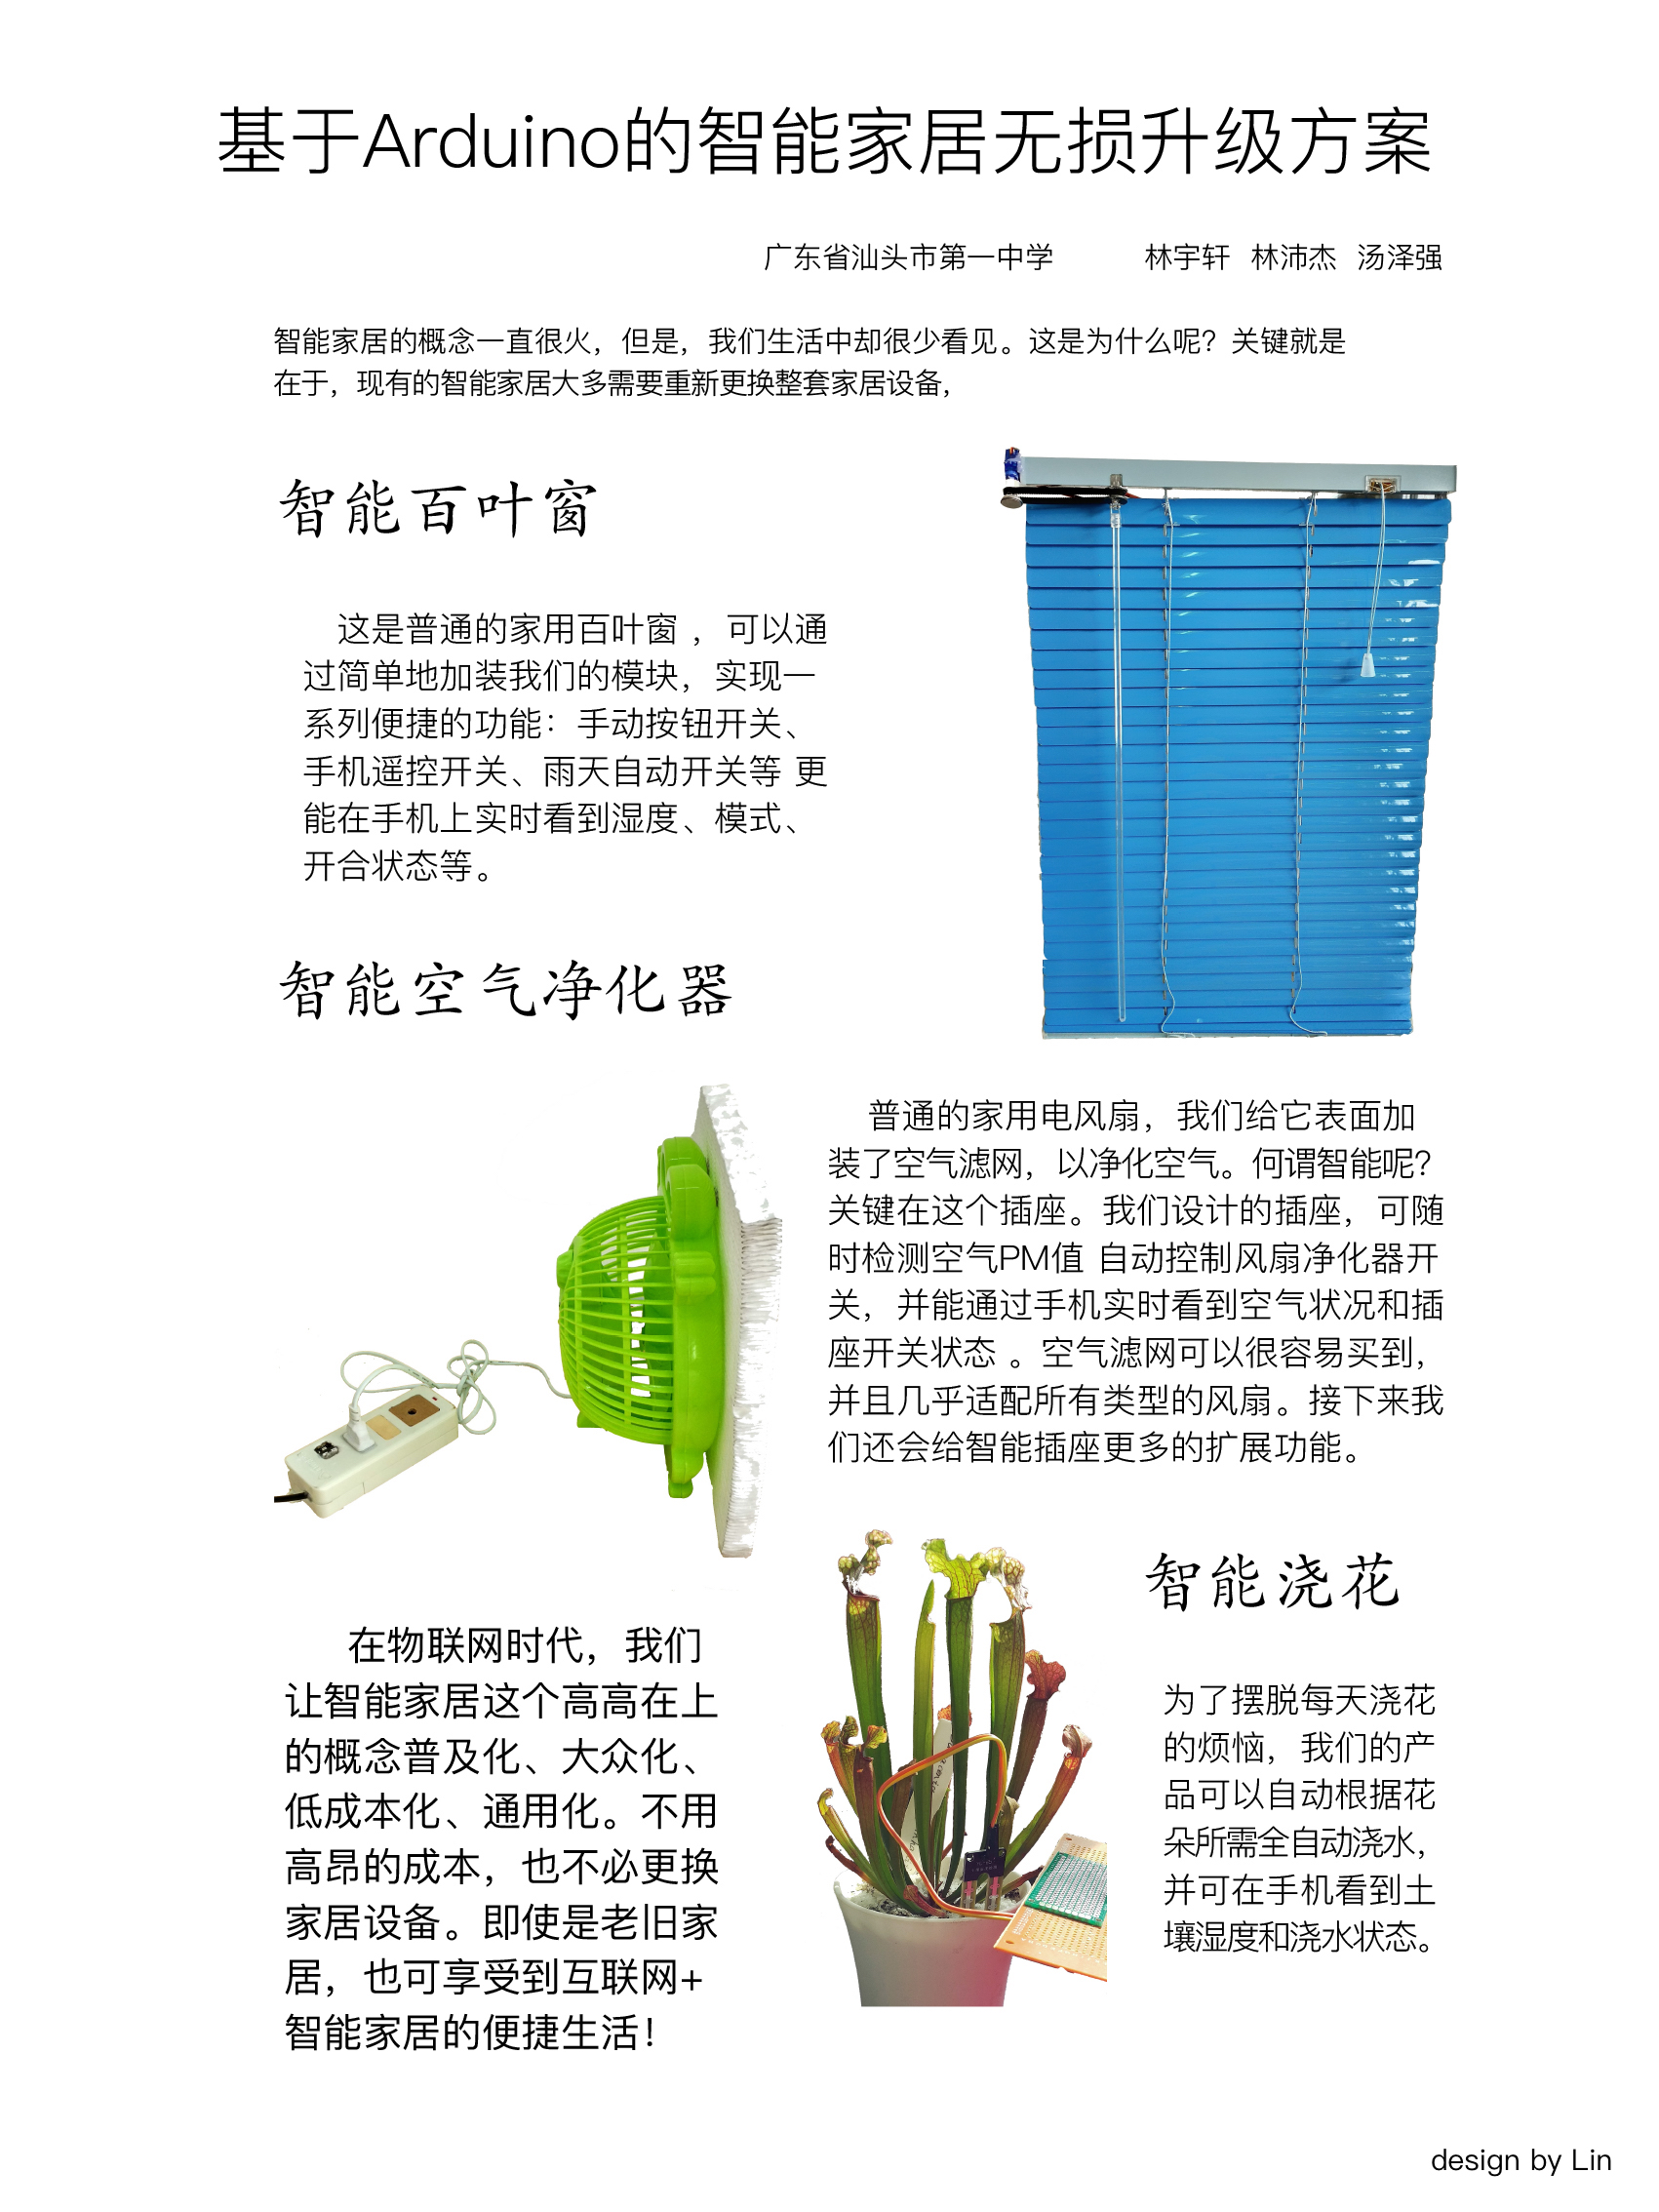 基于Arduino的智能家居无损升级方案
广东省汕头市第一中学 林宇轩 林沛杰 汤泽强
智能家居的概念一直很火，但是，我们生活中却很少看见。这是为什么呢？关键就是
在于，现有的智能家居大多需要重新更换整套家居设备，
智能百叶窗
这是普通的家用百叶窗 ，可以通
过简单地加装我们的模块，实现一
系列便捷的功能：手动按钮开关、
手机遥控开关、雨天自动开关等 更
能在手机上实时看到湿度、模式、
开合状态等。
智能空气净化器
普通的家用电风扇，我们给它表面加
装了空气滤网，以净化空气。何谓智能呢？
关键在这个插座。我们设计的插座，可随
时检测空气PM值 自动控制风扇净化器开
关，并能通过手机实时看到空气状况和插
座开关状态 。空气滤网可以很容易买到，
并且几乎适配所有类型的风扇。接下来我
们还会给智能插座更多的扩展功能。
智能浇花
为了摆脱每天浇花
的烦恼，我们的产
品可以自动根据花
朵所需全自动浇水，
并可在手机看到土
壤湿度和浇水状态。
在物联网时代，我们
让智能家居这个高高在上
的概念普及化、大众化、
低成本化、通用化。不用
高昂的成本，也不必更换
家居设备。即使是老旧家
居，也可享受到互联网+
智能家居的便捷生活！
design by Lin